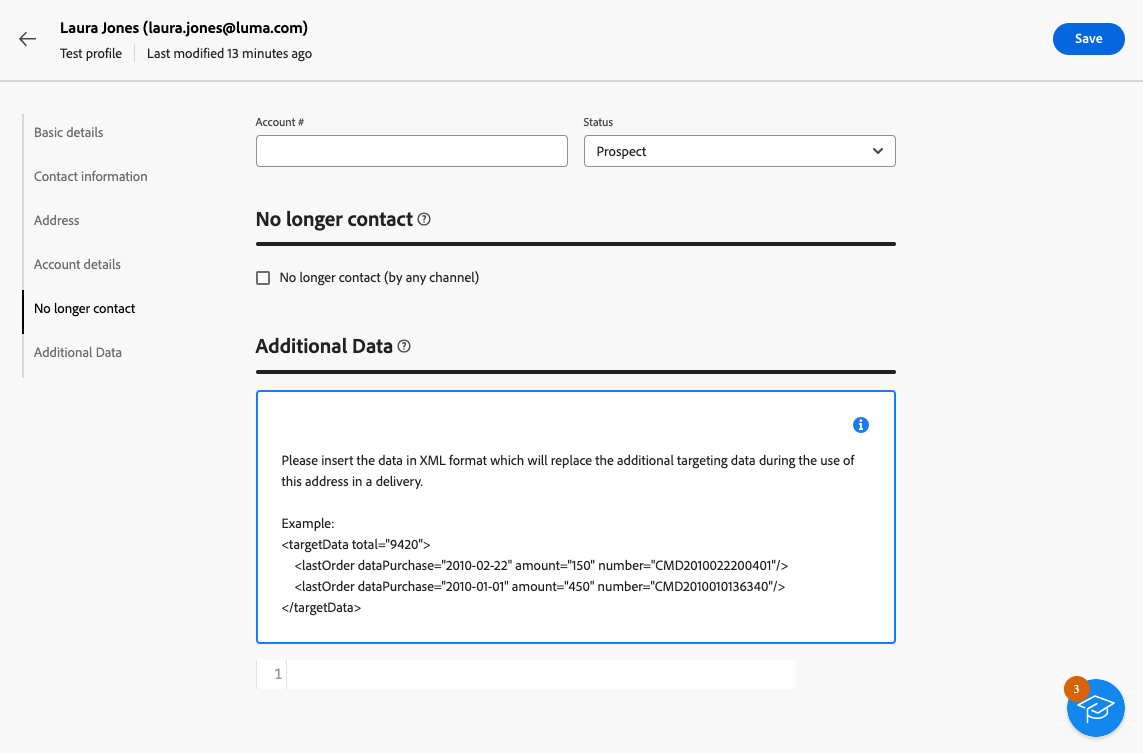 Laura Jones (laura.jones@luma.com)
Test profile
Last modified 13 minutes ago
Save
Basic details
Contact information
Address
Account details
No longer contact
Additional Data
Account #
Status
Prospect
No longer contact
No longer contact (by any channel)
Additional Data
Please insert the data in XML format which will replace the additional targeting data during the use of
this address in a delivery.
Example:
<targetData total="9420">
<lastOrder dataPurchase="2010-02-22" amount="150" number="CMD2010022200401"/>
<lastOrder dataPurchase="2010-01-01" amount="450" number="CMD2010010136340"/>
</targetData>
1
3